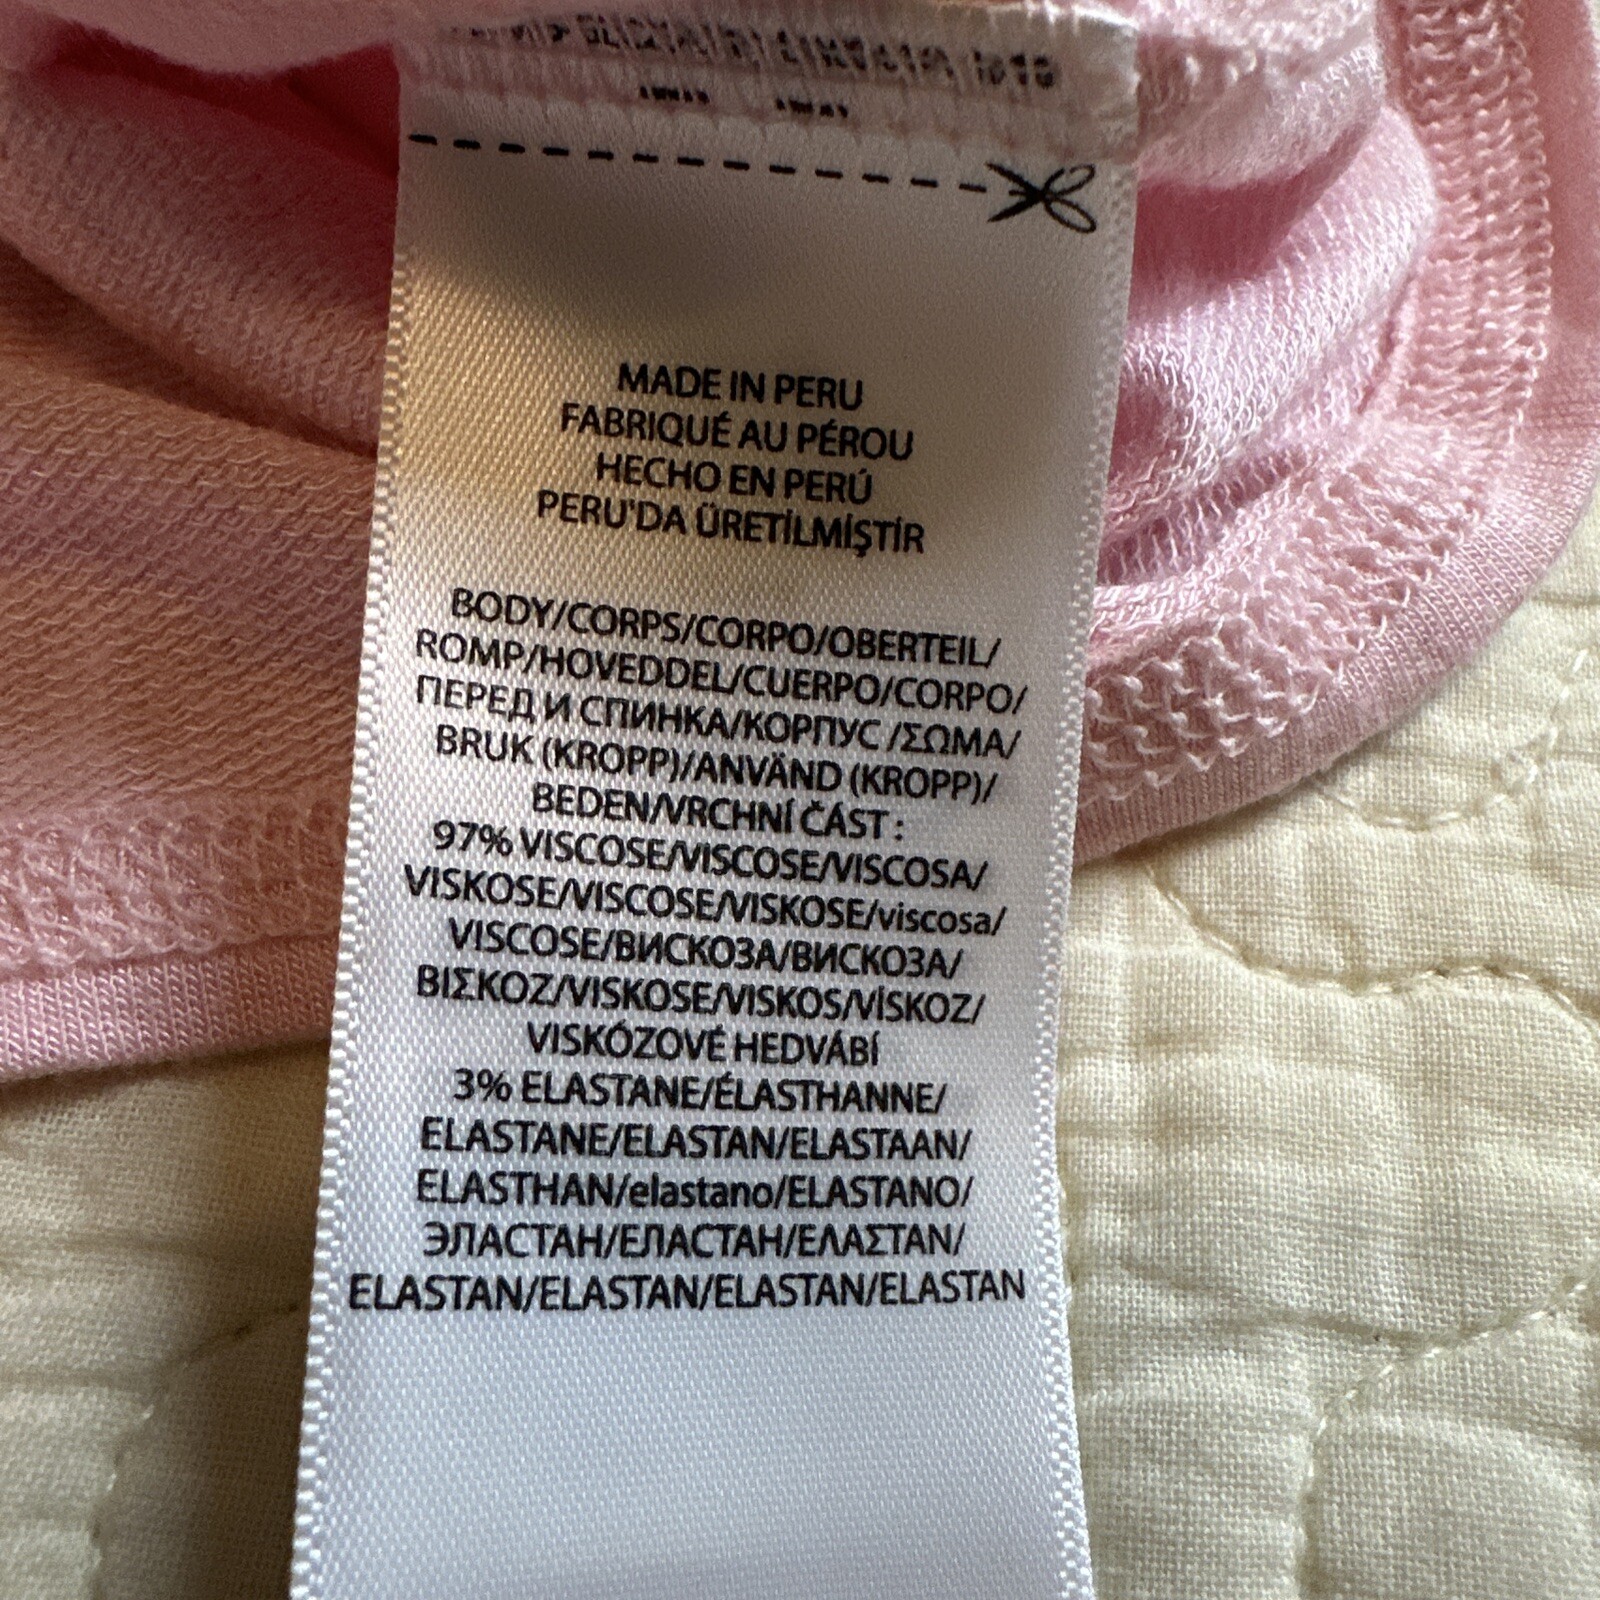 MADE IN PERU
FABRIQUÉ AU PÉROU
HECHO EN PERÚ
PERU'DA ÜRETİLMİŞTİR
BODY/CORPS/CORPO/OBERTEIL/
ROMP/HOVEDDEL/CUERPO/CORPO/
ПЕРЕД И СПИНКА/КОРПУС /ΣΩΜΑ/
BRUK (KROPP)/ANVÄND (KROPP)/
BEDEN/VRCHNÍ ČÁST :
97% VISCOSE/VISCOSE/VISCOSA/
VISKOSE/VISCOSE/VISKOSE/viscosa/
VISCOSE/ВИСКОЗА/ВИСКОЗА/
ΒΙΣΚΟΖ/VISKOSE/VISKOS/VİSKOZ/
VISKÓZOVÉ HEDVÁBÍ
3% ELASTANE/ÉLASTHANNE/
ELASTANE/ELASTAN/ELASTAAN/
ELASTHAN/elastano/ELASTANO/
ЭЛАСТАН/ЕЛАСТАН/ΕΛΑΣΤΑΝ/
ELASTAN/ELASTAN/ELASTAN/ELASTAN